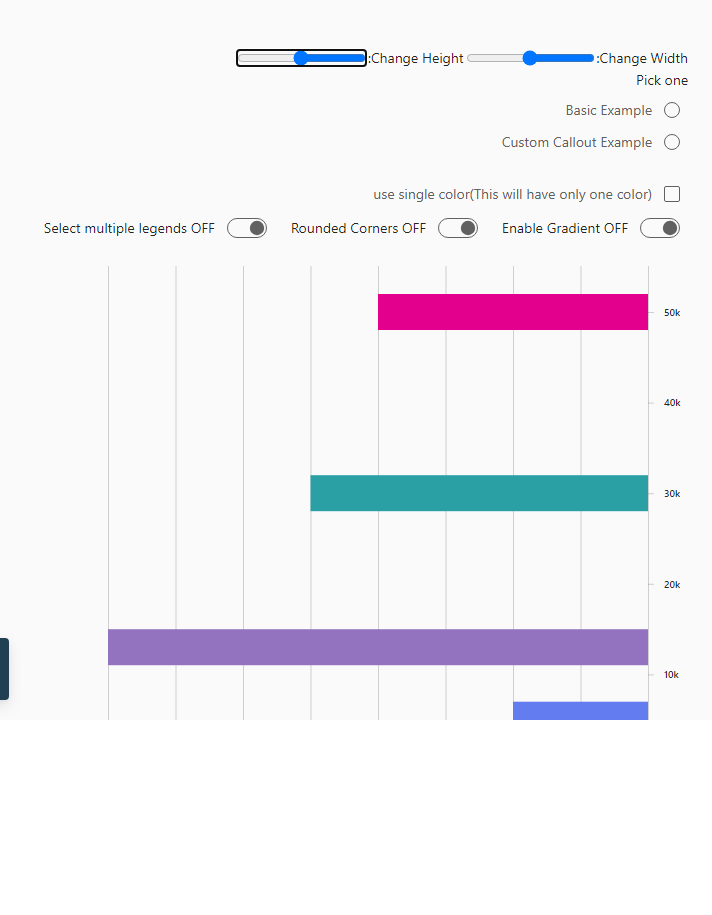 :Change Width :Change Height
Pick one
Basic Example
Custom Callout Example
use single color(This will have only one color)
Enable Gradient OFF Rounded Corners OFF Select multiple legends OFF
50k
40k
30k
20k
10k